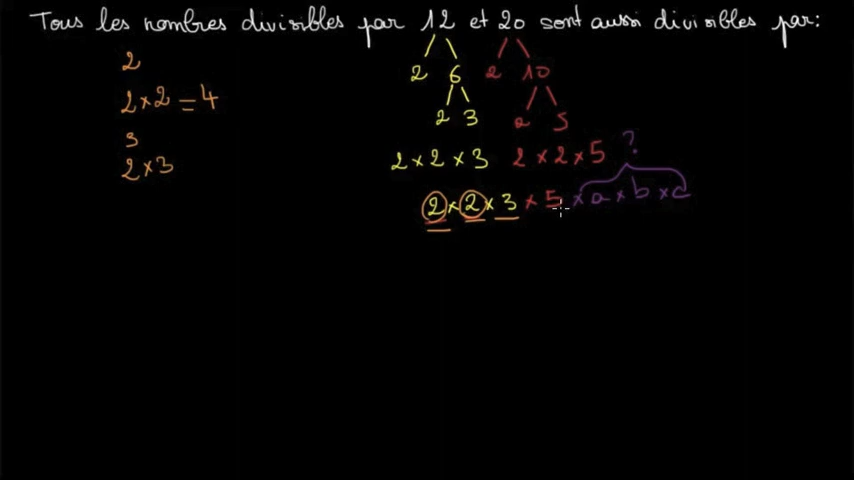 Tous les nombres divisibles par 12 et 20 sont aussi divisibles par:
2
2 × 2 = 4
3
2 × 3
2 6 2 10
2 3 2 5
2 × 2 × 3 2 × 2 × 5 ?
2 × 2 × 3 × 5 × a × b × c